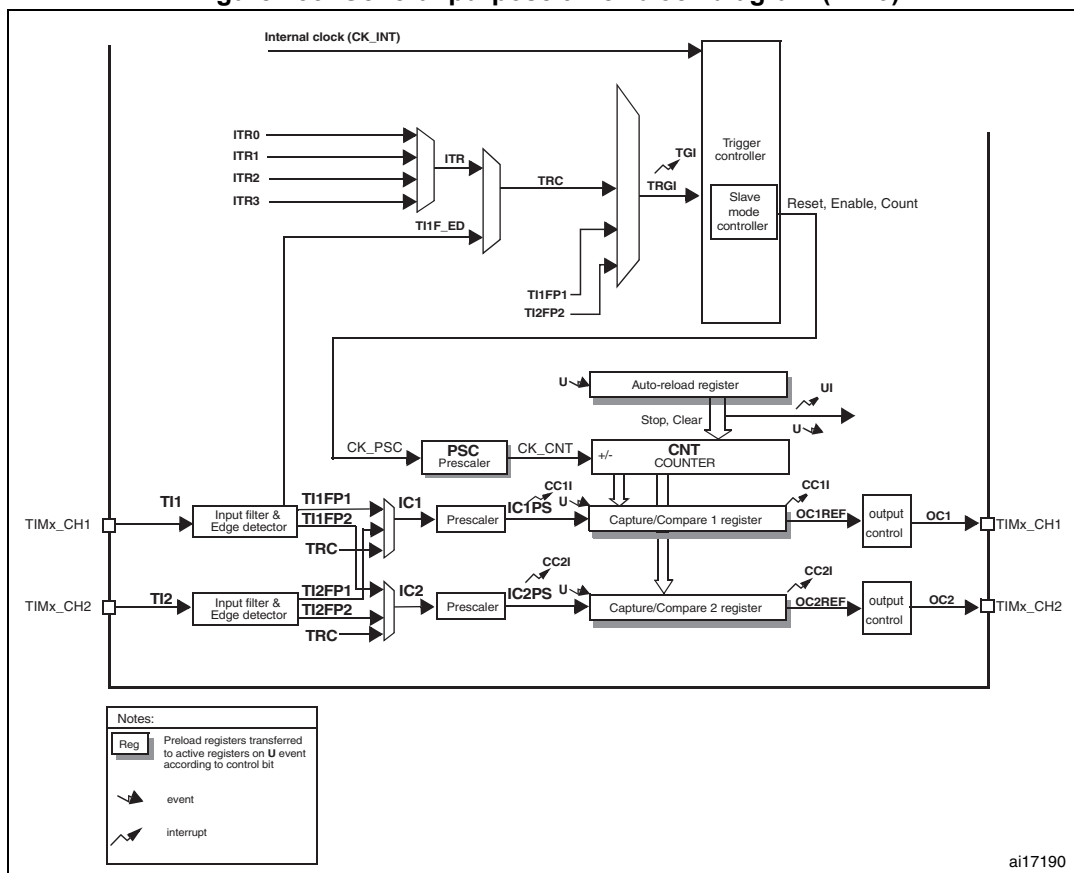 Internal clock (CK_INT)
ITR0
ITR1
ITR2
ITR3
ITR
TI1F_ED
TRC
TI1FP1
TI2FP2
TGI
TRGI
Trigger
controller
Slave
mode
controller
Reset, Enable, Count
U
Auto-reload register
Stop, Clear
UI
U
CK_PSC
PSC
Prescaler
CK_CNT
+/-
CNT
COUNTER
TIMx_CH1
TI1
Input filter &
Edge detector
TI1FP1
TI1FP2
TRC
IC1
Prescaler
CC1I
IC1PS
U
Capture/Compare 1 register
CC1I
OC1REF
output
control
OC1
TIMx_CH1
TIMx_CH2
TI2
Input filter &
Edge detector
TI2FP1
TI2FP2
TRC
IC2
Prescaler
CC2I
IC2PS
U
Capture/Compare 2 register
CC2I
OC2REF
output
control
OC2
TIMx_CH2
Notes:
Reg
Preload registers transferred
to active registers on U event
according to control bit
event
interrupt
ai17190